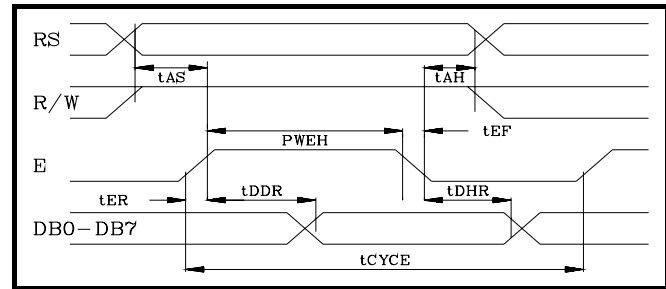 RS
tAS
tAH
R/W
PWEH
tEF
E
tER
tDDR
tDHR
DB0-DB7
tCYCE